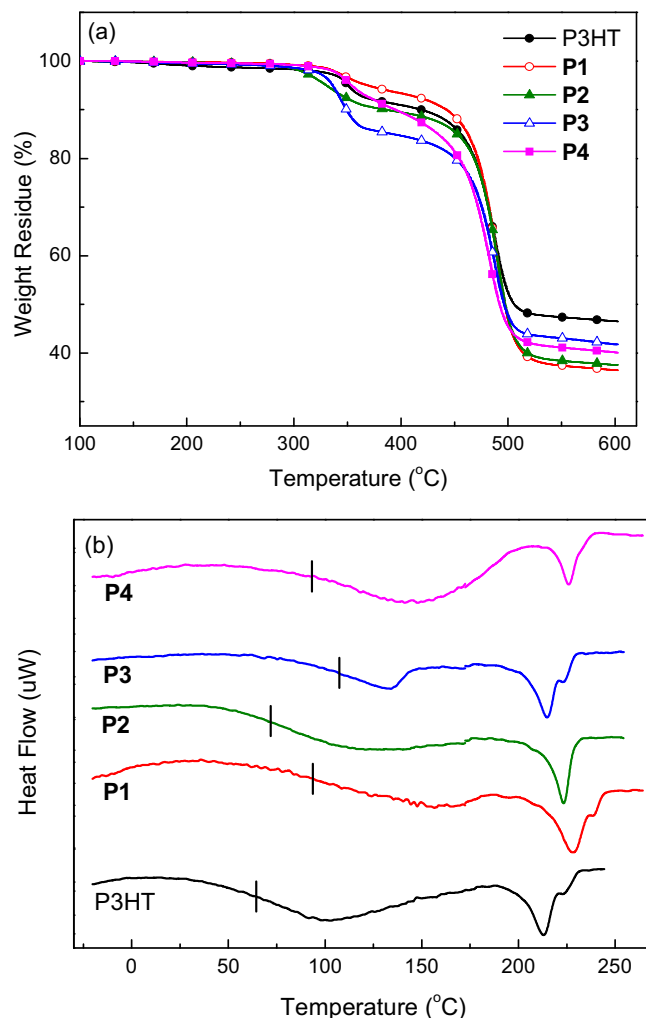 (a)
P3HT
P1
P2
P3
P4
100
80
60
40
Weight Residue (%)
100 200 300 400 500 600
Temperature (°C)
(b)
P4
P3
P2
P1
P3HT
Heat Flow (uW)
0 50 100 150 200 250
Temperature (°C)